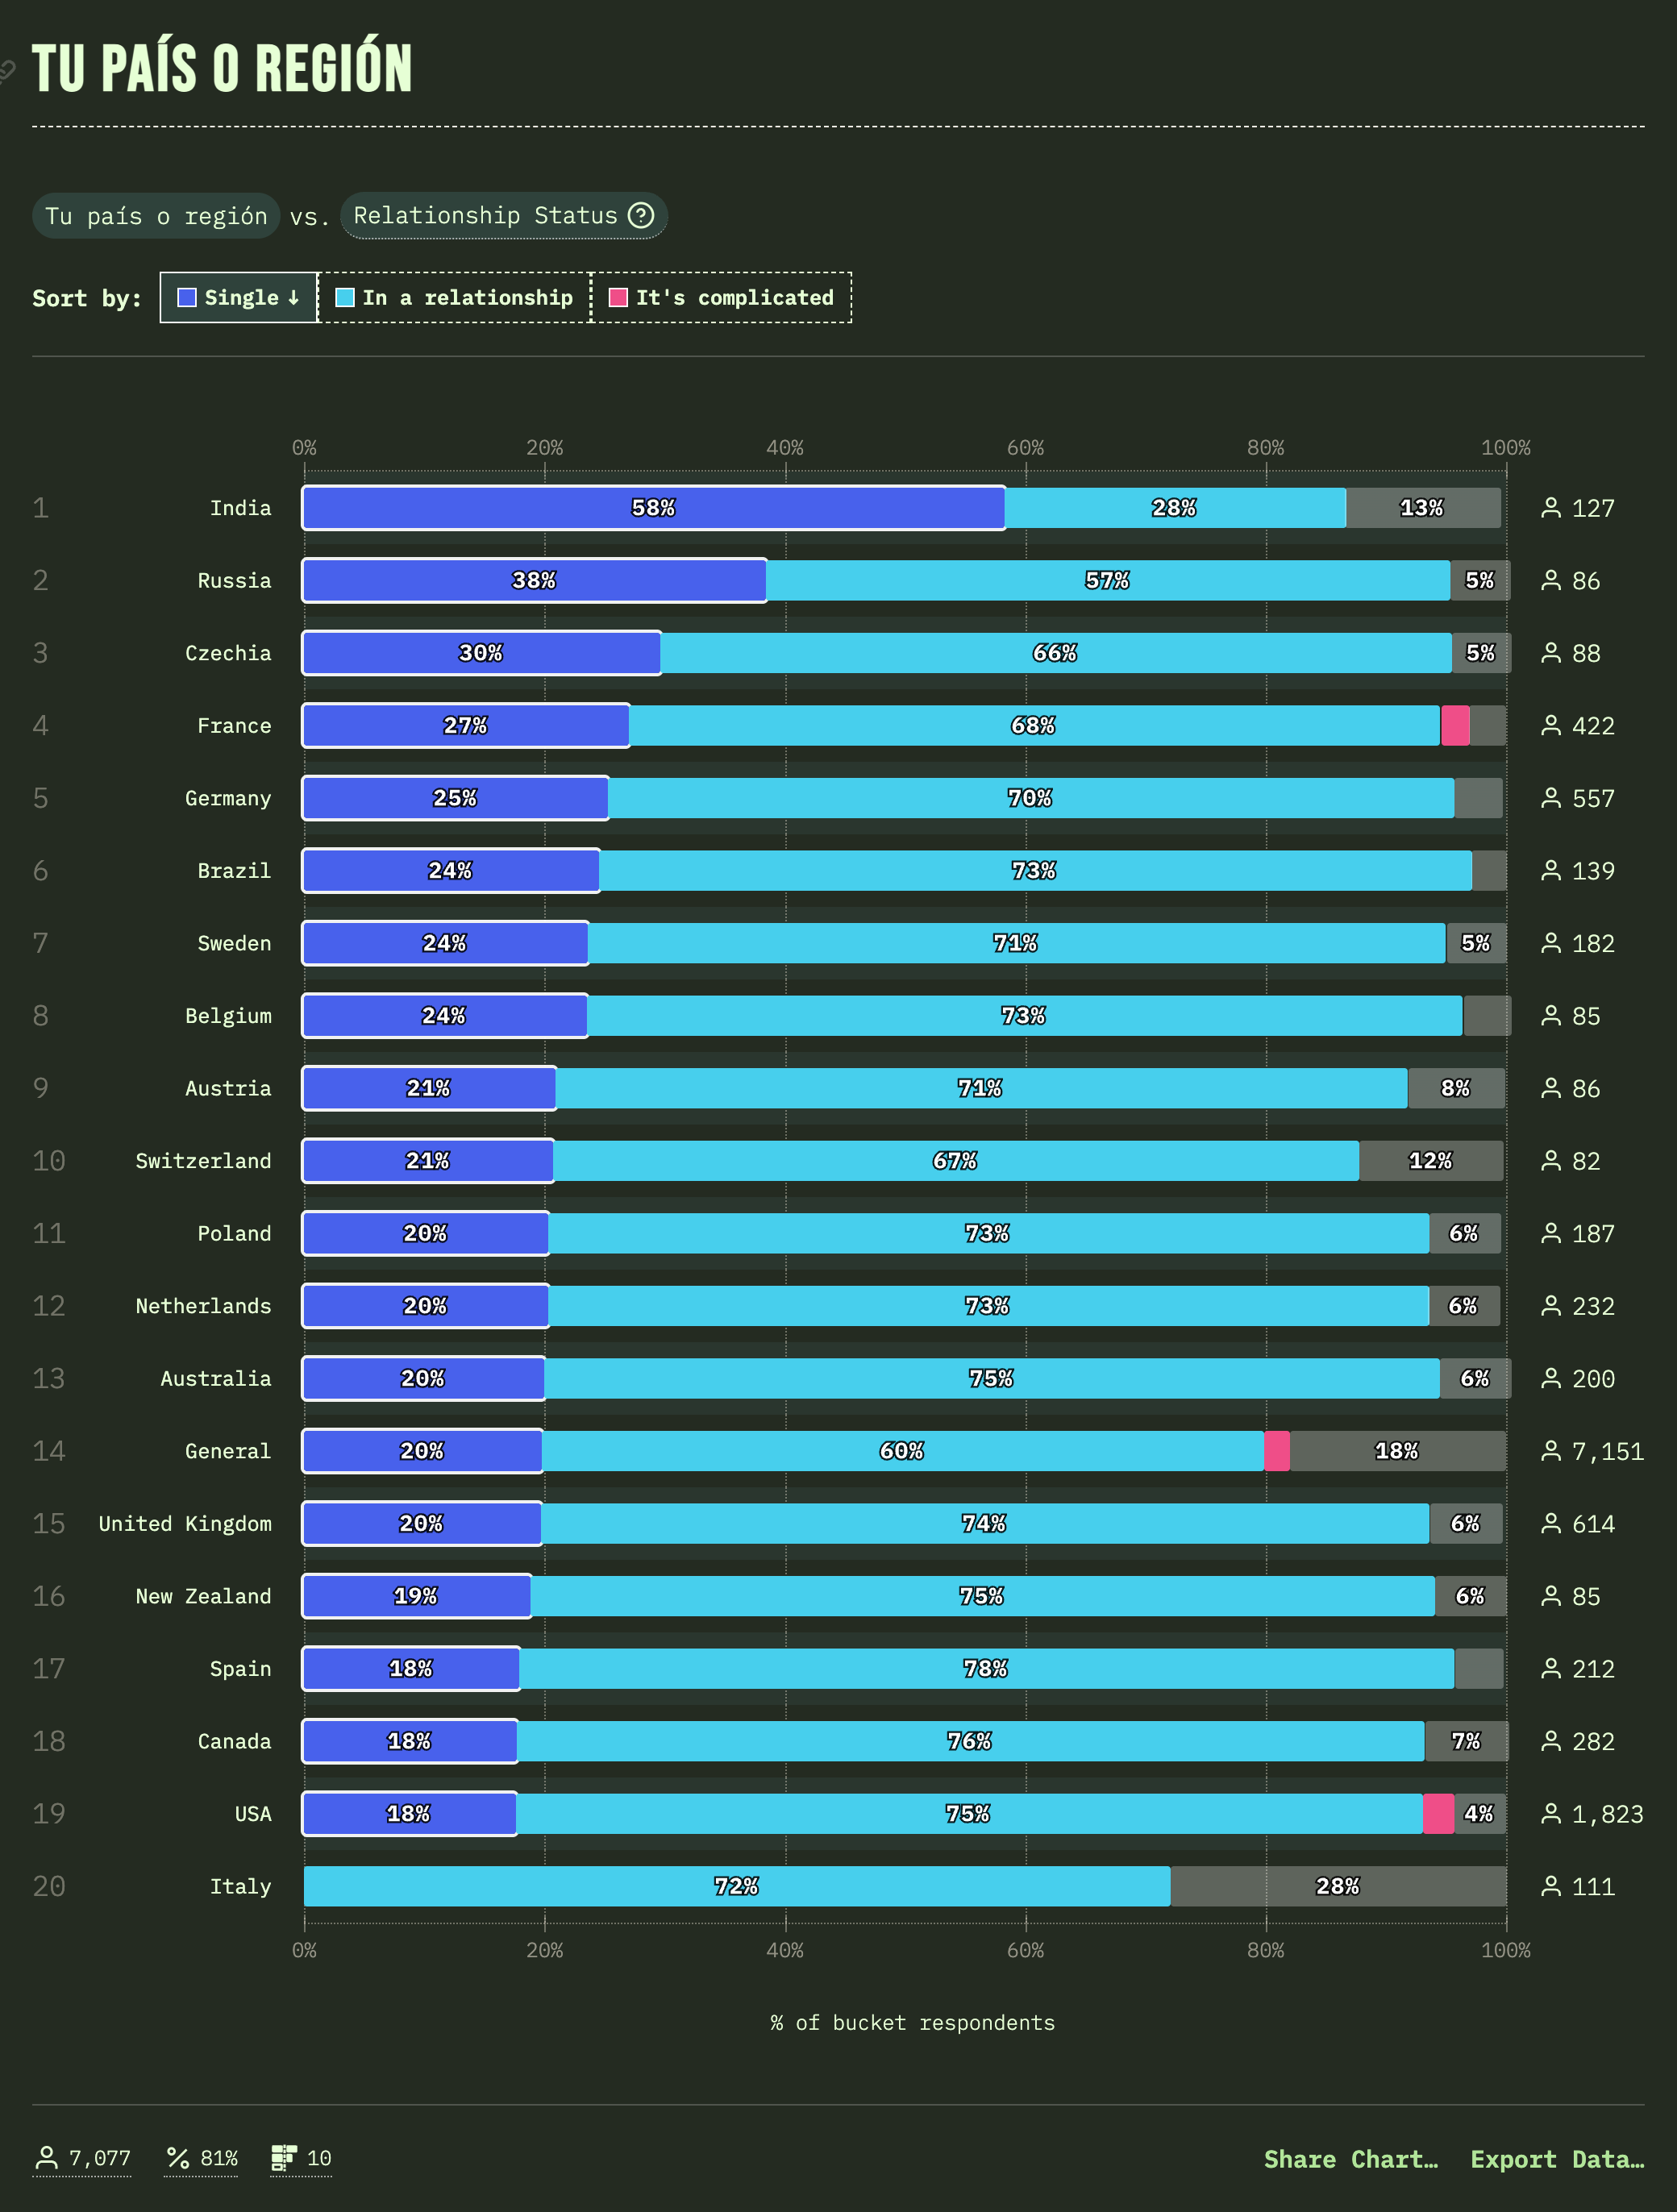 TU PAÍS O REGIÓN
Tu país o región vs. Relationship Status ?
Sort by: Single ↓ In a relationship It's complicated
0% 20% 40% 60% 80% 100%
1 India 58% 28% 13% 127
2 Russia 38% 57% 5% 86
3 Czechia 30% 66% 5% 88
4 France 27% 68% 422
5 Germany 25% 70% 557
6 Brazil 24% 73% 139
7 Sweden 24% 71% 5% 182
8 Belgium 24% 73% 85
9 Austria 21% 71% 8% 86
10 Switzerland 21% 67% 12% 82
11 Poland 20% 73% 6% 187
12 Netherlands 20% 73% 6% 232
13 Australia 20% 75% 6% 200
14 General 20% 60% 18% 7,151
15 United Kingdom 20% 74% 6% 614
16 New Zealand 19% 75% 6% 85
17 Spain 18% 78% 212
18 Canada 18% 76% 7% 282
19 USA 18% 75% 4% 1,823
20 Italy 72% 28% 111
0% 20% 40% 60% 80% 100%
% of bucket respondents
7,077 % 81% 10 Share Chart… Export Data…